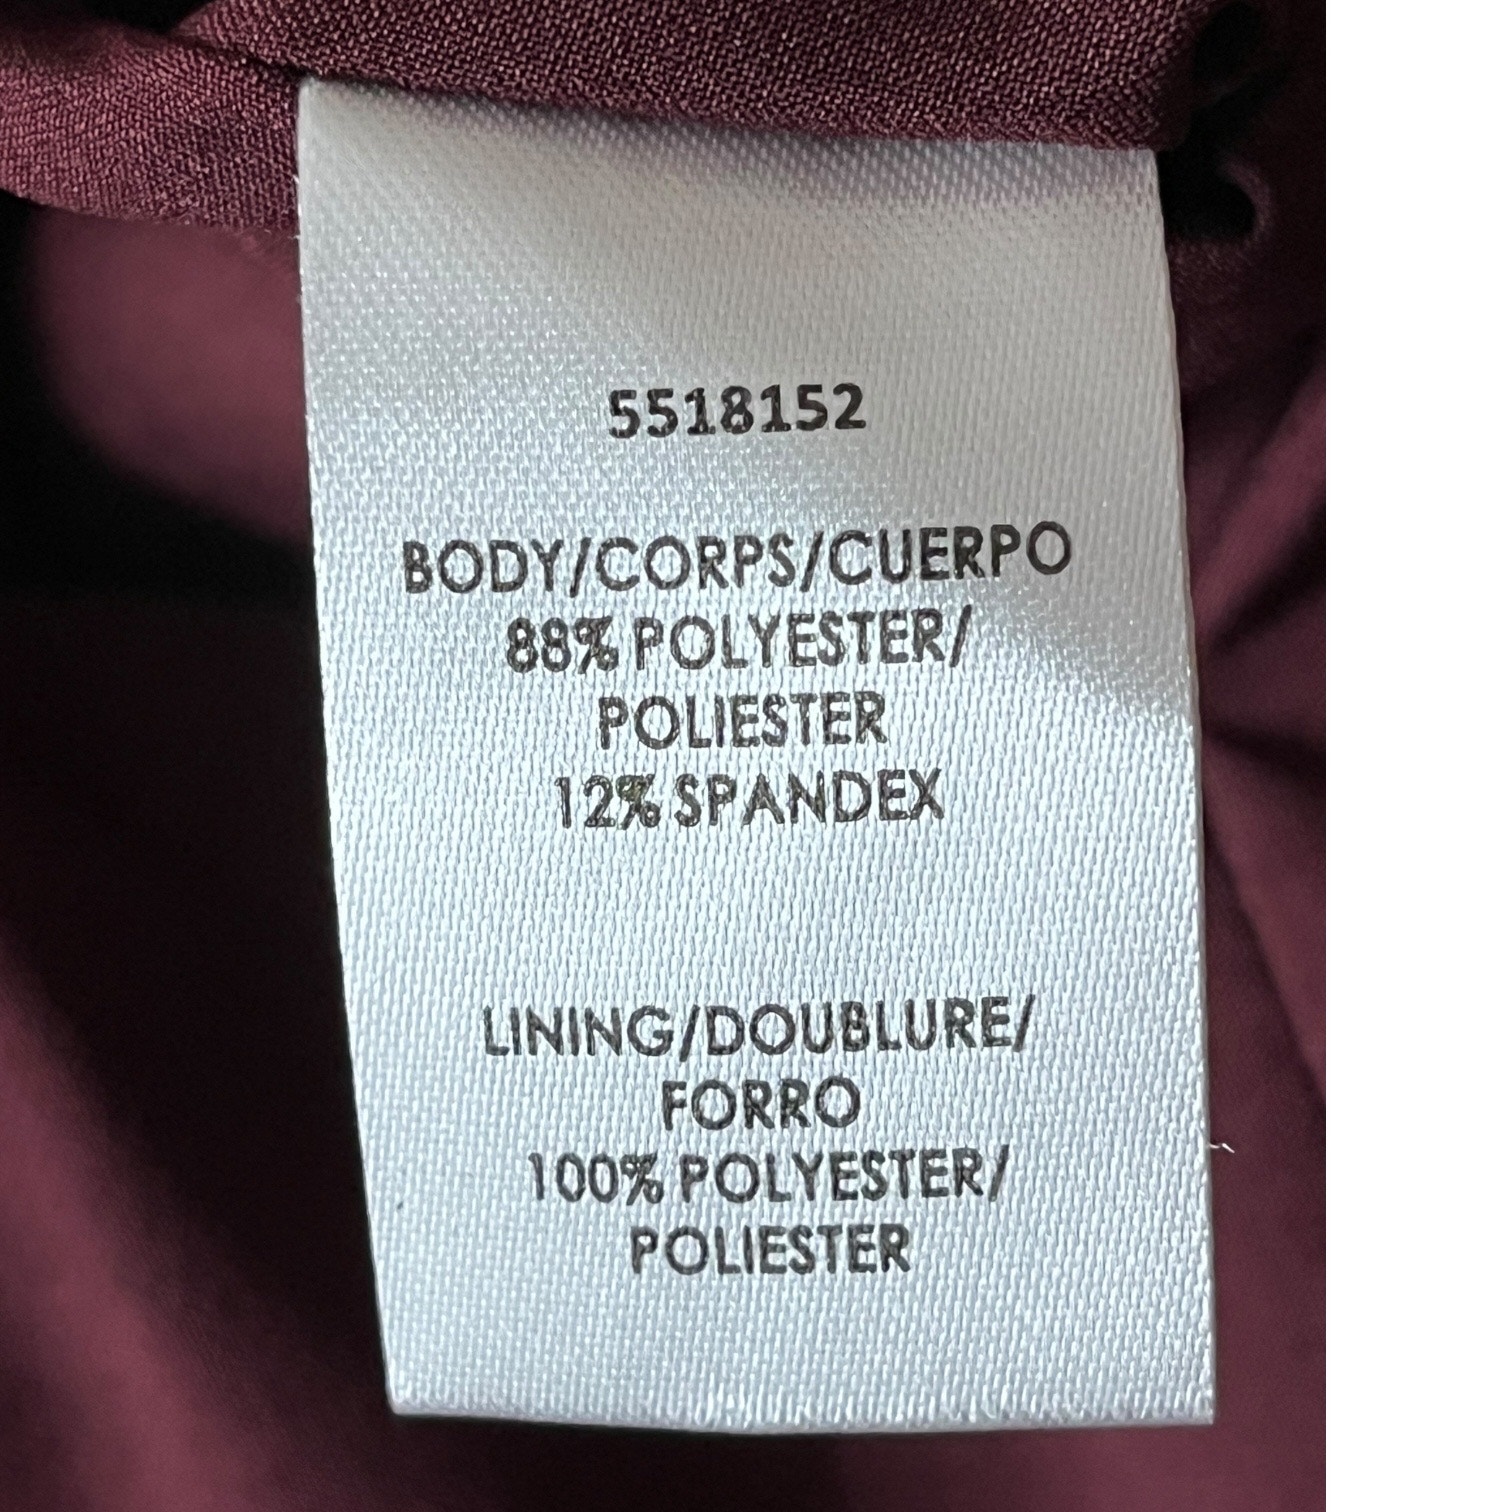 5518152
BODY/CORPS/CUERPO
88% POLYESTER/
POLIESTER
12% SPANDEX
LINING/DOUBLURE/
FORRO
100% POLYESTER/
POLIESTER